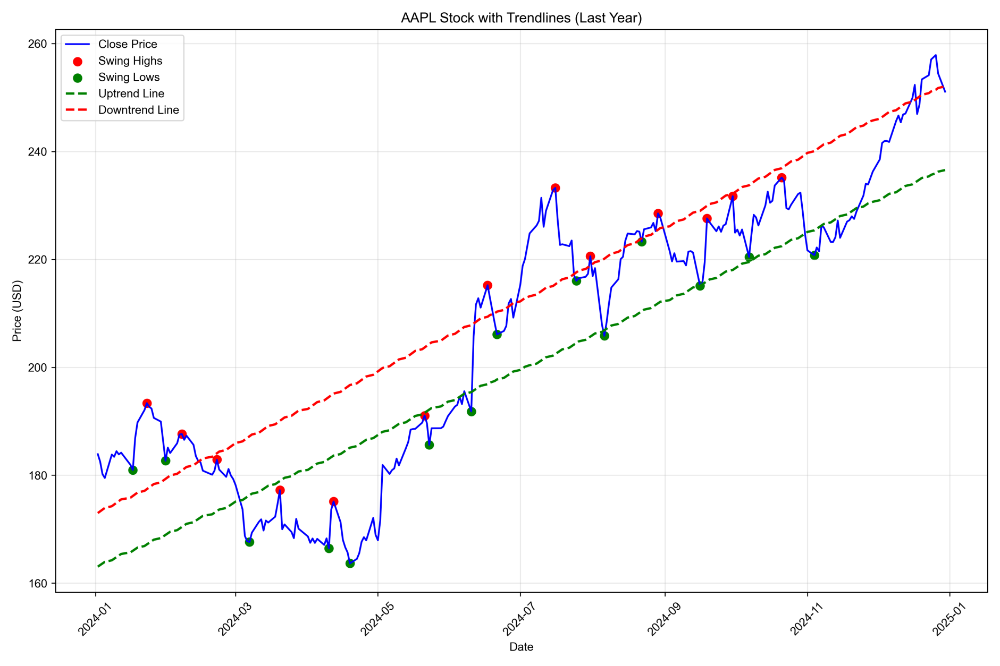 AAPL Stock with Trendlines (Last Year)
Close Price
Swing Highs
Swing Lows
Uptrend Line
Downtrend Line
260
240
220
200
180
160
Price (USD)
2024-01
2024-03
2024-05
2024-07
2024-09
2024-11
2025-01
Date